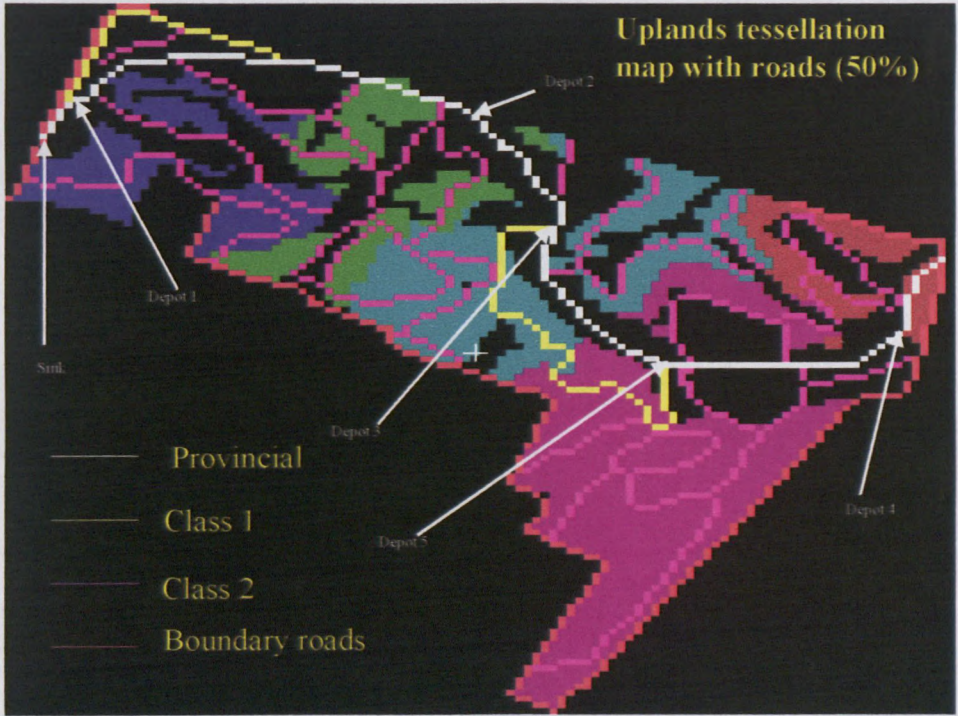 Uplands tessellation
map with roads (50%)
Depot 2
Depot 1
Sink
Depot 3
Provincial
Depot 4
Class 1
Depot 5
Class 2
Boundary roads